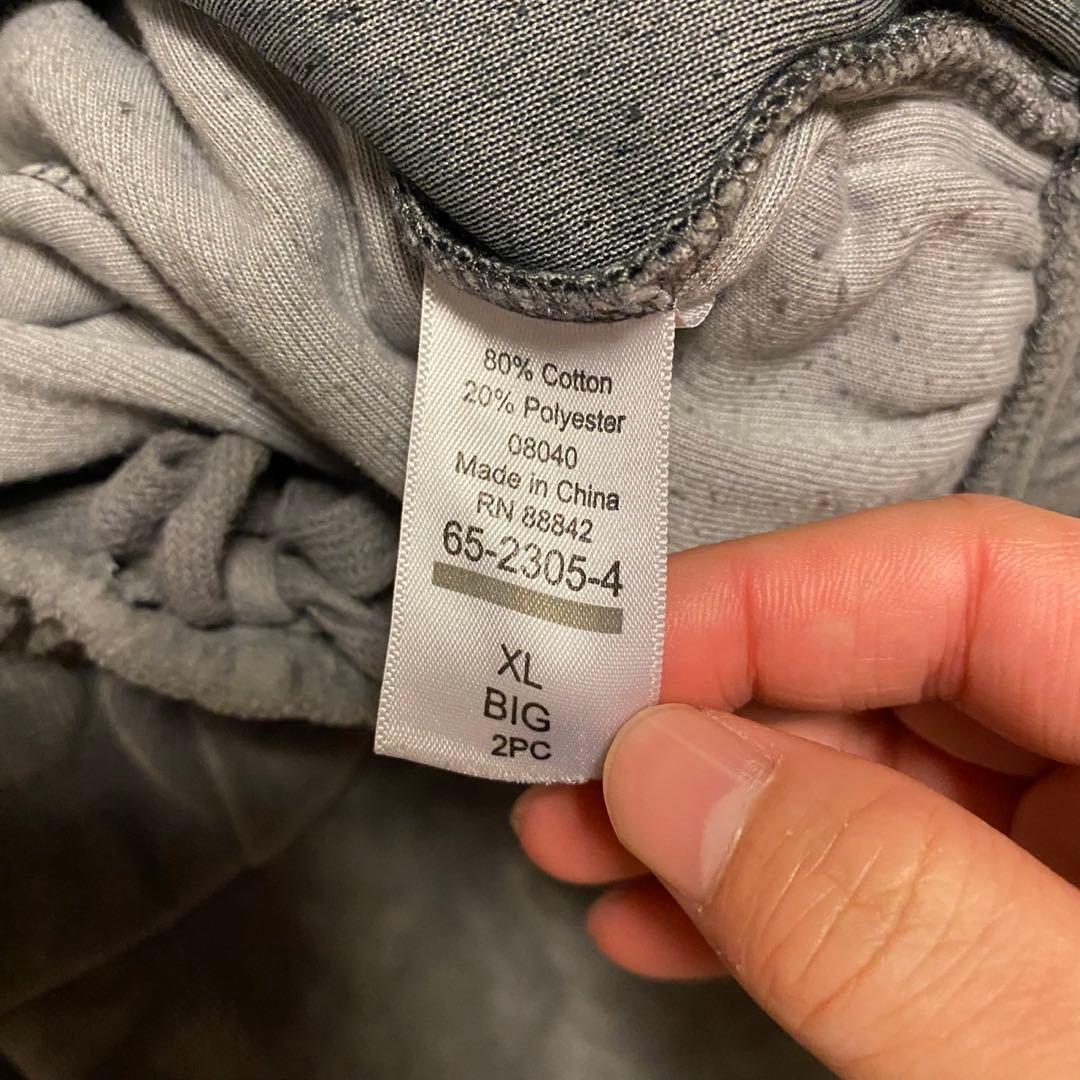 80% Cotton
20% Polyester
08040
Made in China
RN 88842
65-2305-4
XL
BIG
2PC